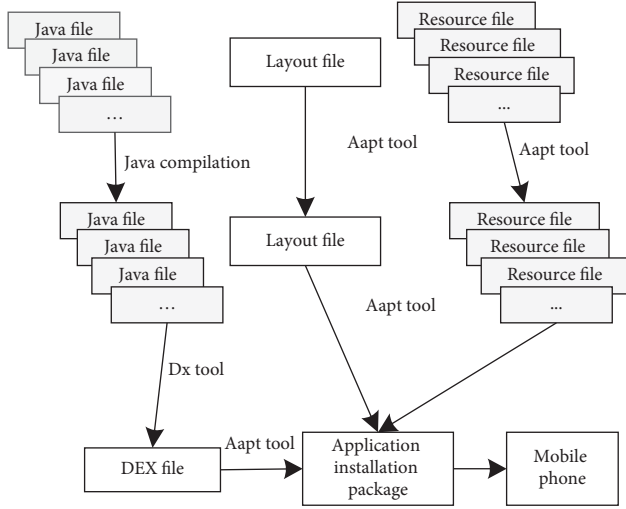 Java file
Java file
Java file
...
Java compilation
Java file
Java file
Java file
...
Dx tool
DEX file
Layout file
Aapt tool
Layout file
Aapt tool
Resource file
Resource file
Resource file
...
Aapt tool
Resource file
Resource file
Resource file
...
Aapt tool
Application
installation
package
Mobile
phone